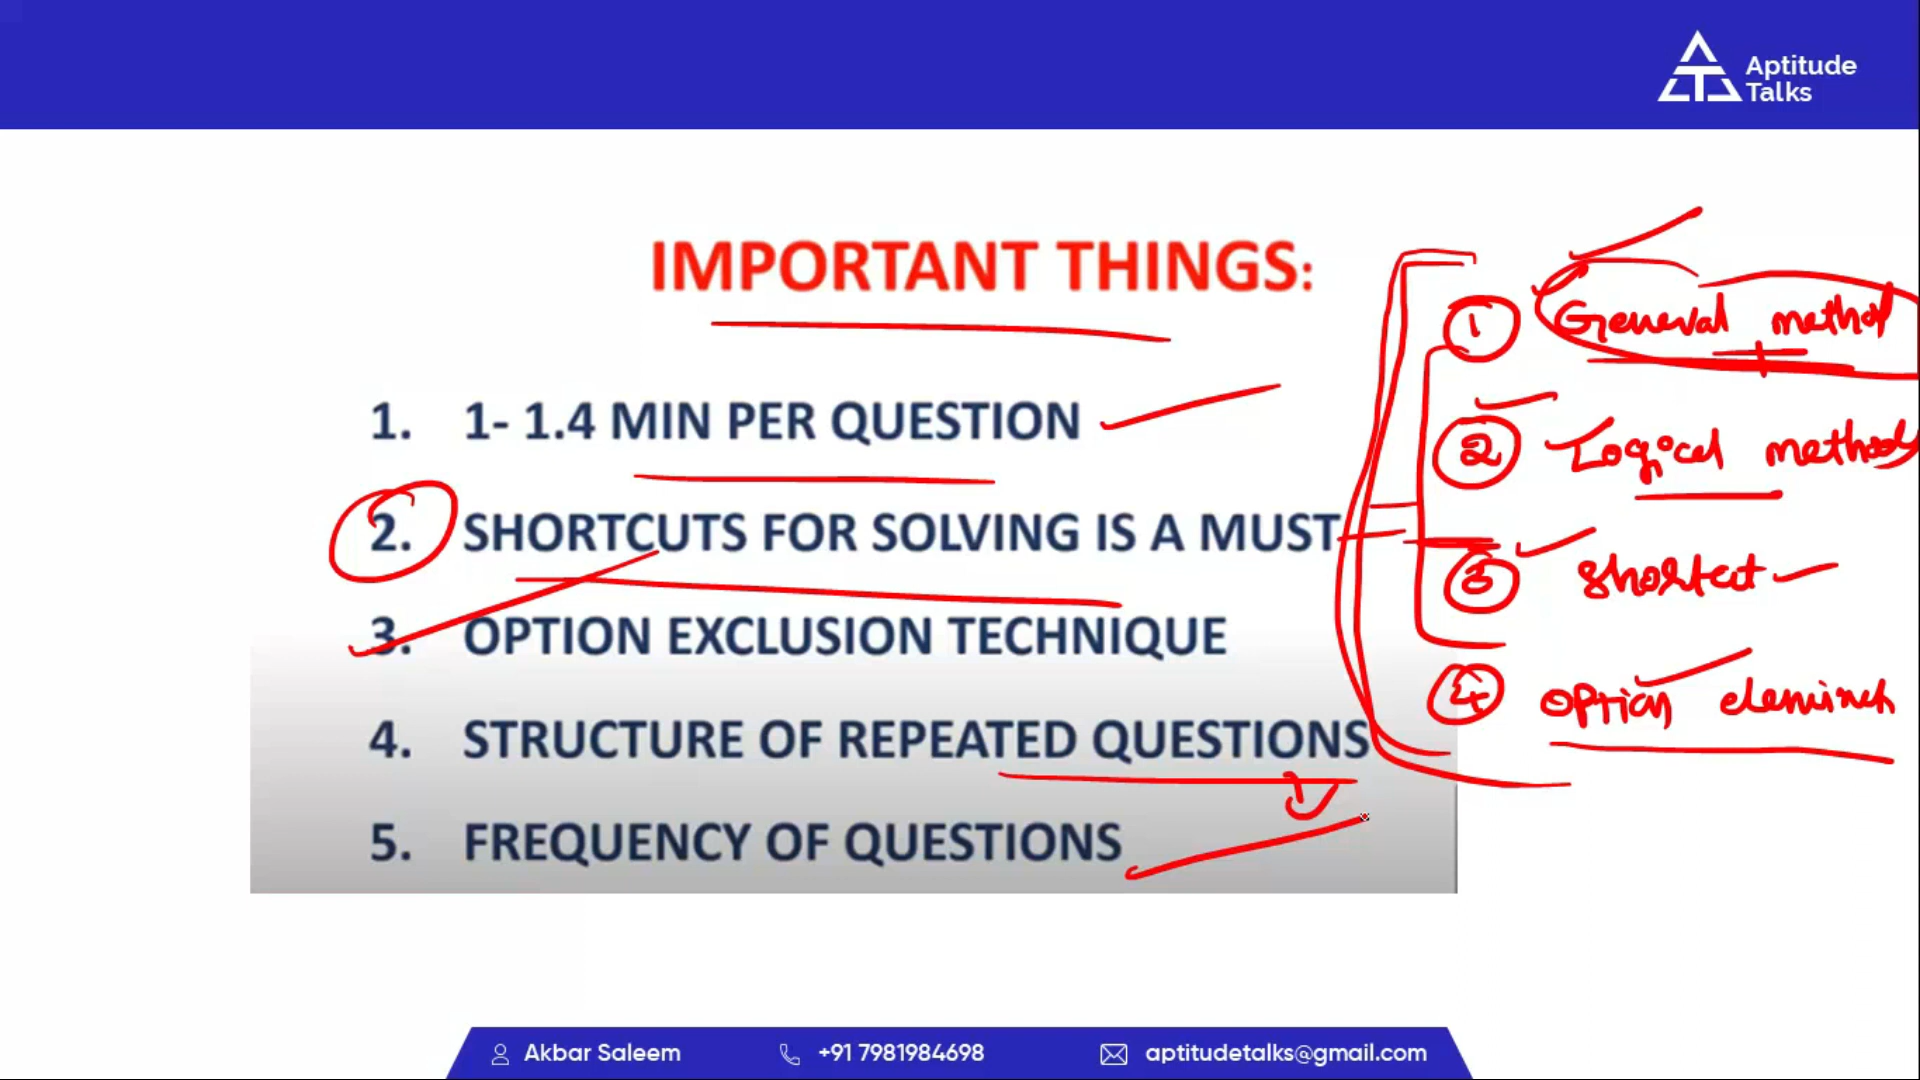 Aptitude
Talks
IMPORTANT THINGS:
1. 1- 1.4 MIN PER QUESTION
2. SHORTCUTS FOR SOLVING IS A MUST
3. OPTION EXCLUSION TECHNIQUE
4. STRUCTURE OF REPEATED QUESTIONS
5. FREQUENCY OF QUESTIONS
1 General method
2 Logical methods
3 Shortcut
4 Option
Akbar Saleem
+91 7981984698
aptitudetalks@gmail.com